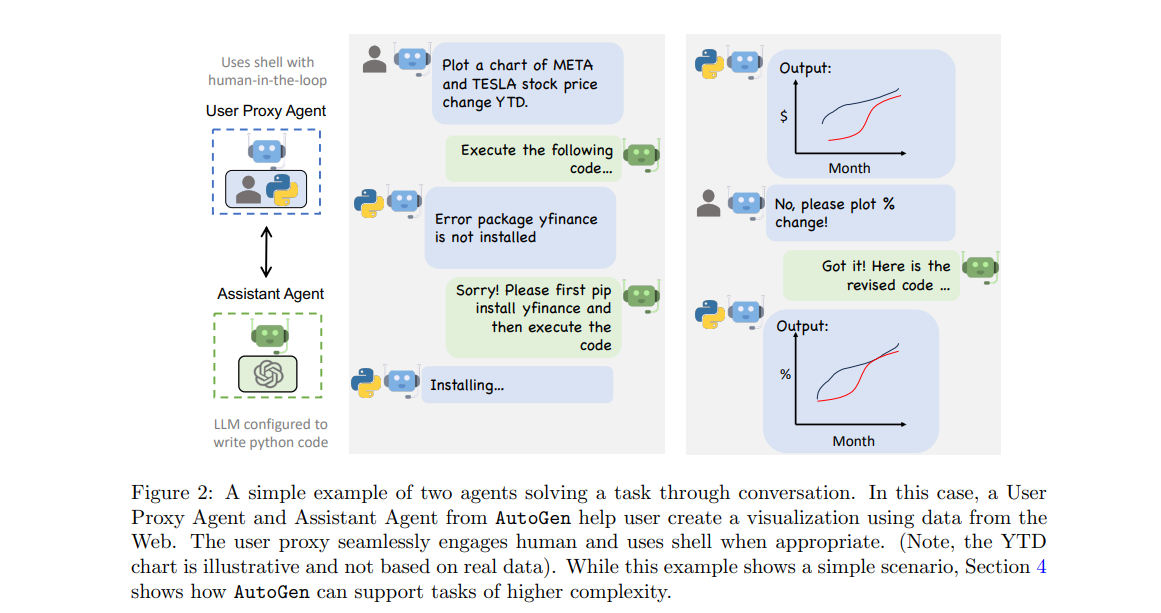 Uses shell with
human-in-the-loop
User Proxy Agent
Assistant Agent
LLM configured to
write python code
Plot a chart of META
and TESLA stock price
change YTD.
Execute the following
code...
Error package yfinance
is not installed
Sorry! Please first pip
install yfinance and
then execute the
code
Installing...
Output:
$
Month
No, please plot %
change!
Got it! Here is the
revised code ...
Output:
%
Month
Figure 2: A simple example of two agents solving a task through conversation. In this case, a User
Proxy Agent and Assistant Agent from AutoGen help user create a visualization using data from the
Web. The user proxy seamlessly engages human and uses shell when appropriate. (Note, the YTD
chart is illustrative and not based on real data). While this example shows a simple scenario, Section 4
shows how AutoGen can support tasks of higher complexity.